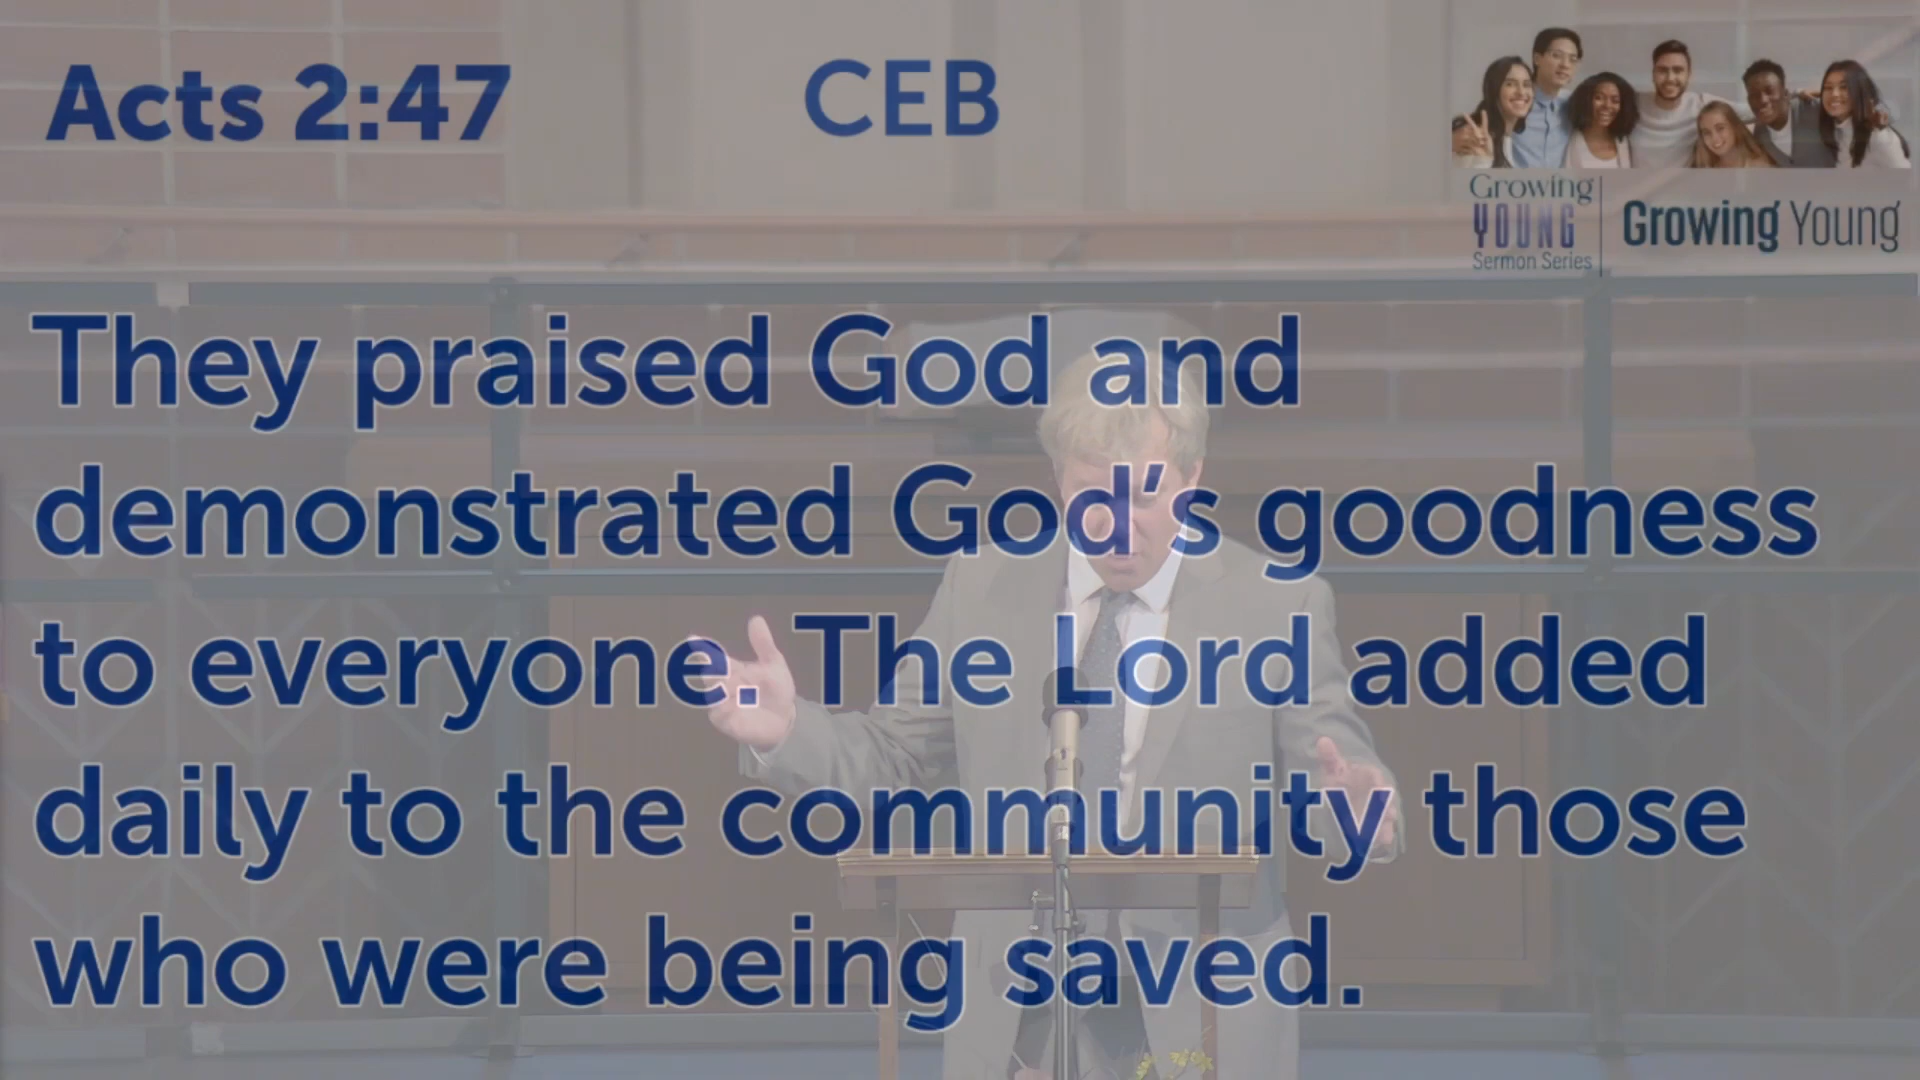 Acts 2:47
CEB
Growing
YOUNG
Sermon Series
Growing Young
They praised God and
demonstrated God's goodness
to everyone. The Lord added
daily to the community those
who were being saved.